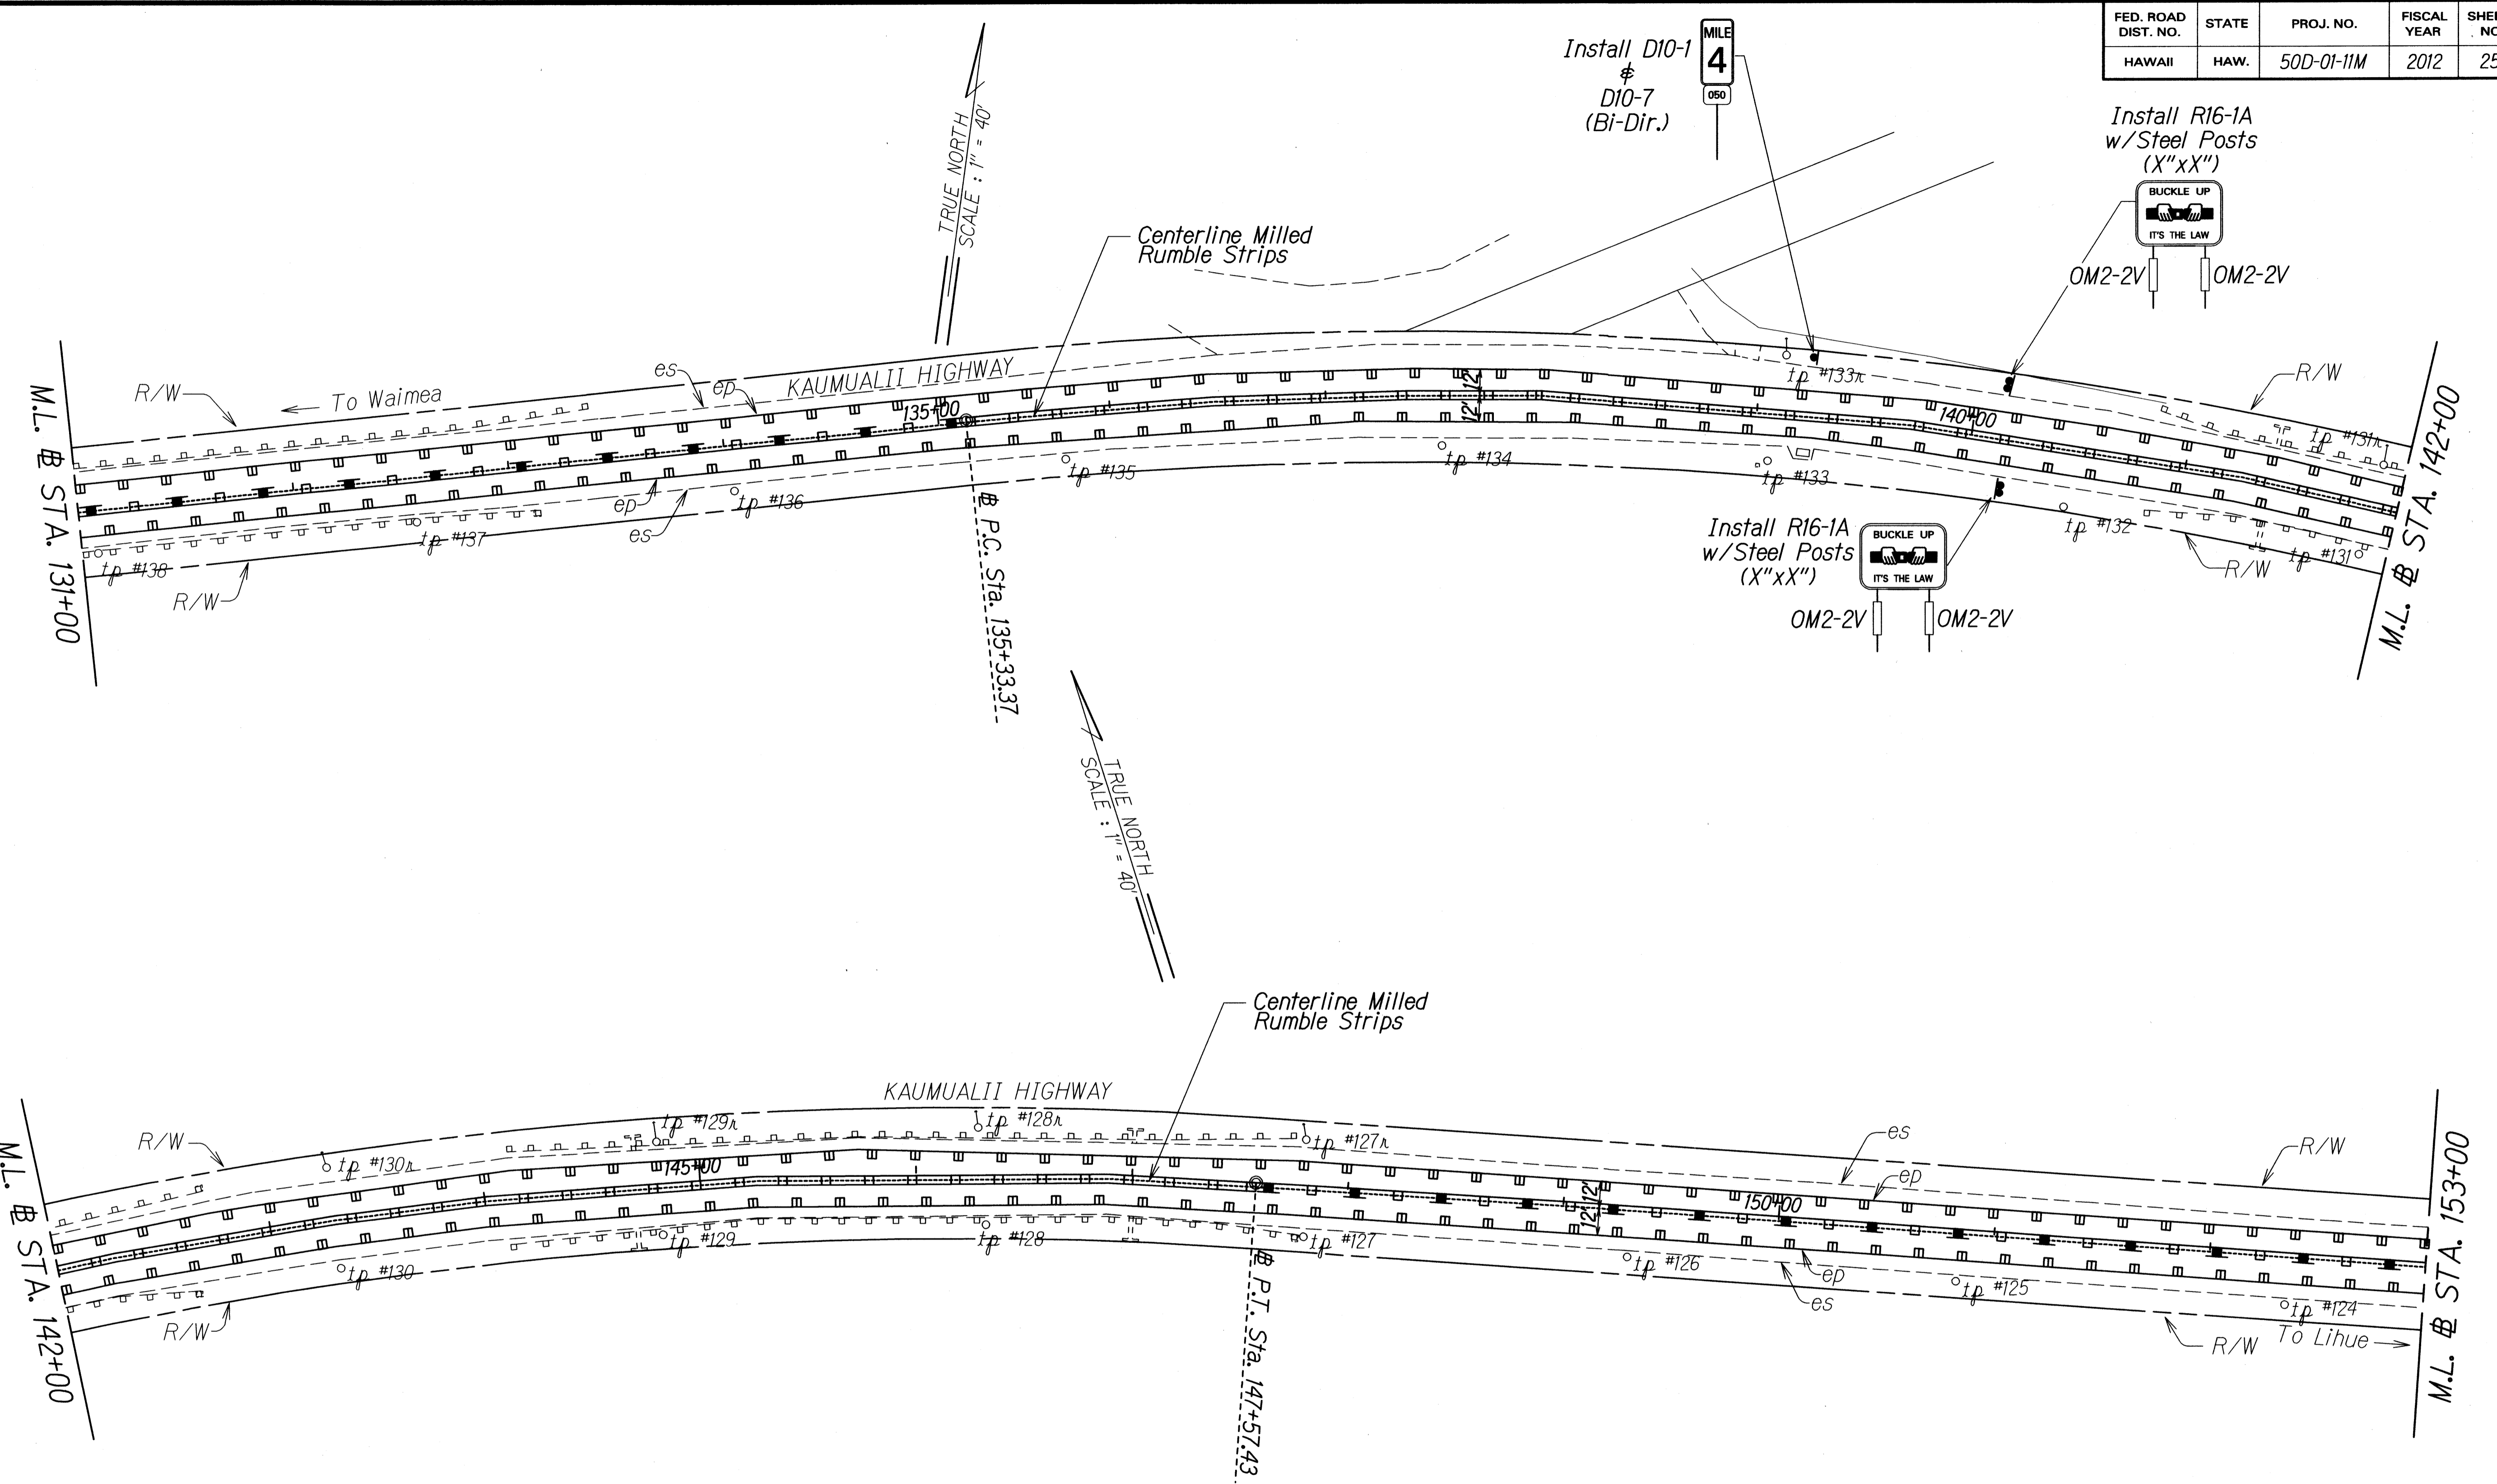 FED. ROAD DIST. NO.
STATE
PROJ. NO.
FISCAL YEAR
HAWAII
HAW.
50D-01-11M
2012
25
Install D10-1
&
D10-7
(Bi-Dir.)
MILE
4
050
Install R16-1A
w/Steel Posts
(X"xX")
BUCKLE UP
IT'S THE LAW
OM2-2V
OM2-2V
TRUE NORTH
SCALE : 1" = 40'
Centerline Milled
Rumble Strips
M.L. ␢ STA. 131+00
R/W
← To Waimea
es
ep
KAUMUALII HIGHWAY
135+00
12'
12'
tp #133r
140+00
R/W
tp #131r
M.L. ␢ STA. 142+00
tp #138
tp #137
R/W
ep
es
tp #136
tp #135
tp #134
tp #133
tp #132
tp #131
R/W
␢ P.C. Sta. 135+33.37
Install R16-1A
w/Steel Posts
(X"xX")
BUCKLE UP
IT'S THE LAW
OM2-2V
OM2-2V
TRUE NORTH
SCALE : 1" = 40'
Centerline Milled
Rumble Strips
KAUMUALII HIGHWAY
M.L. ␢ STA. 142+00
R/W
tp #130r
tp #129r
tp #128r
tp #127r
145+00
es
ep
R/W
12'
12'
150+00
M.L. ␢ STA. 153+00
tp #130
R/W
tp #129
tp #128
tp #127
tp #126
ep
es
tp #125
tp #124
R/W
To Lihue →
␢ P.T. Sta. 147+57.43